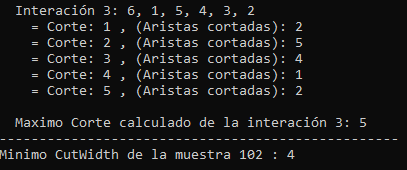 Interación 3: 6, 1, 5, 4, 3, 2
= Corte: 1 , (Aristas cortadas): 2
= Corte: 2 , (Aristas cortadas): 5
= Corte: 3 , (Aristas cortadas): 4
= Corte: 4 , (Aristas cortadas): 1
= Corte: 5 , (Aristas cortadas): 2
Maximo Corte calculado de la interación 3: 5
--------------------------------------------------
Minimo CutWidth de la muestra 102 : 4